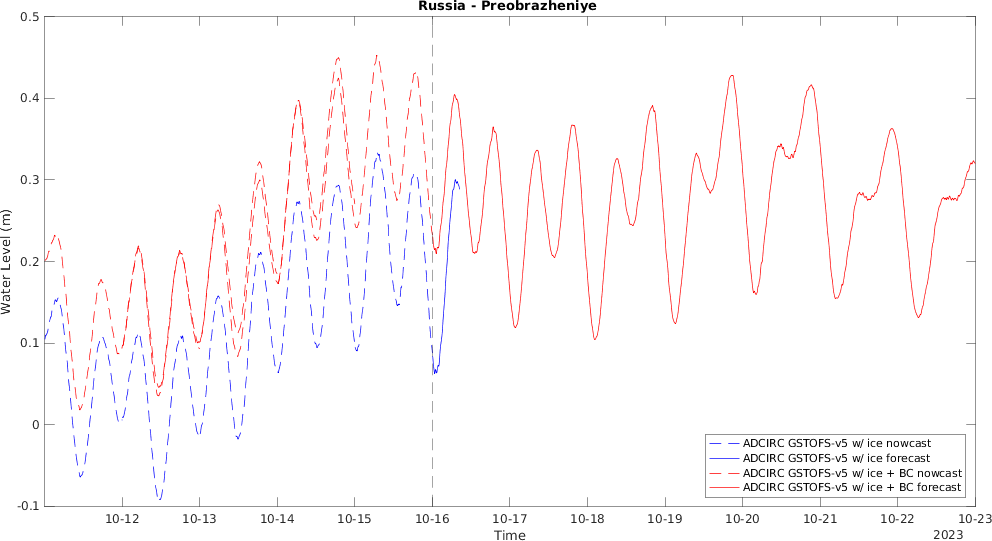 Russia - Preobrazheniye
0.5
0.4
0.3
0.2
0.1
0
-0.1
Water Level (m)
10-12
10-13
10-14
10-15
10-16
10-17
10-18
10-19
10-20
10-21
10-22
10-23
Time
2023
ADCIRC GSTOFS-v5 w/ ice nowcast
ADCIRC GSTOFS-v5 w/ ice forecast
ADCIRC GSTOFS-v5 w/ ice + BC nowcast
ADCIRC GSTOFS-v5 w/ ice + BC forecast